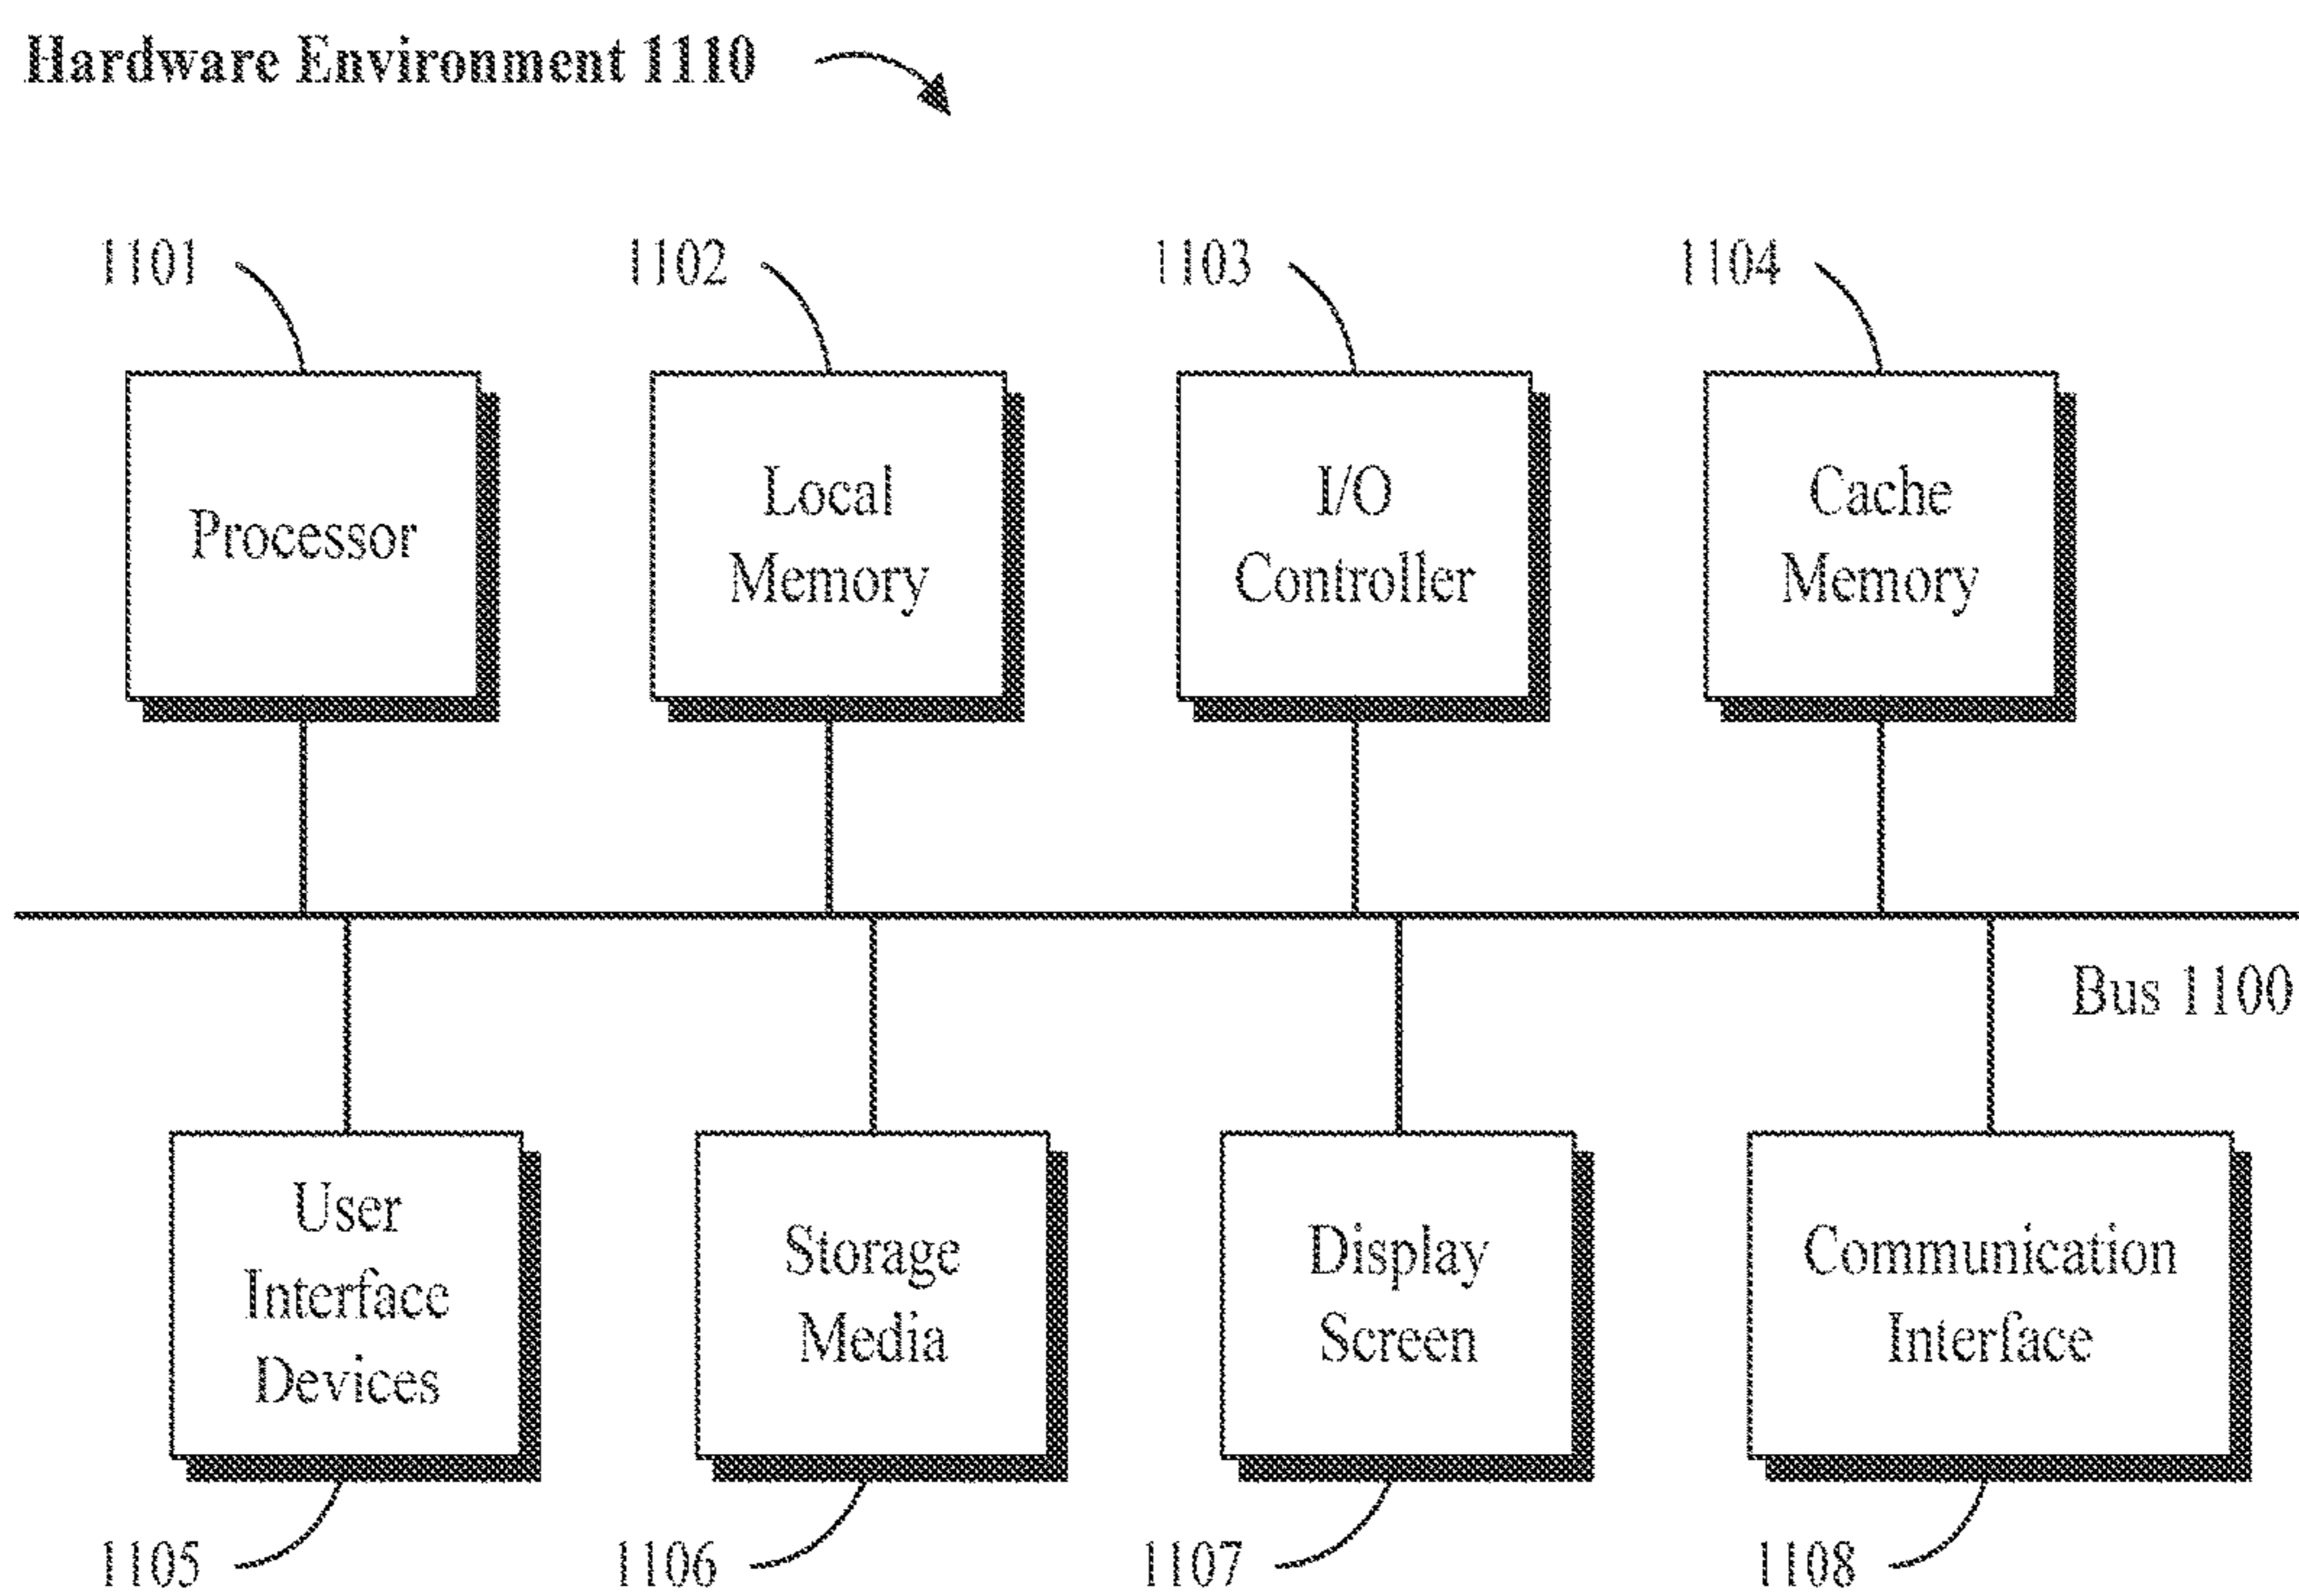 Hardware Environment 1110
1101
1102
1103
1104
Processor
Local
Memory
I/O
Controller
Cache
Memory
Bus 1100
User
Interface
Devices
Storage
Media
Display
Screen
Communication
Interface
1105
1106
1107
1108